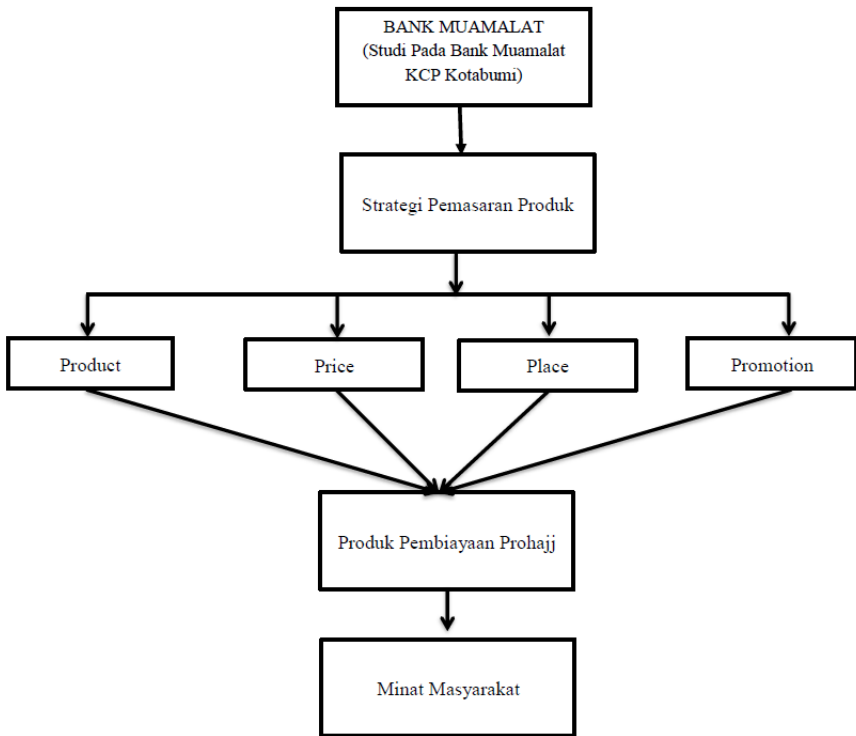 BANK MUAMALAT
(Studi Pada Bank Muamalat
KCP Kotabumi)
Strategi Pemasaran Produk
Product
Price
Place
Promotion
Produk Pembiayaan Prohajj
Minat Masyarakat